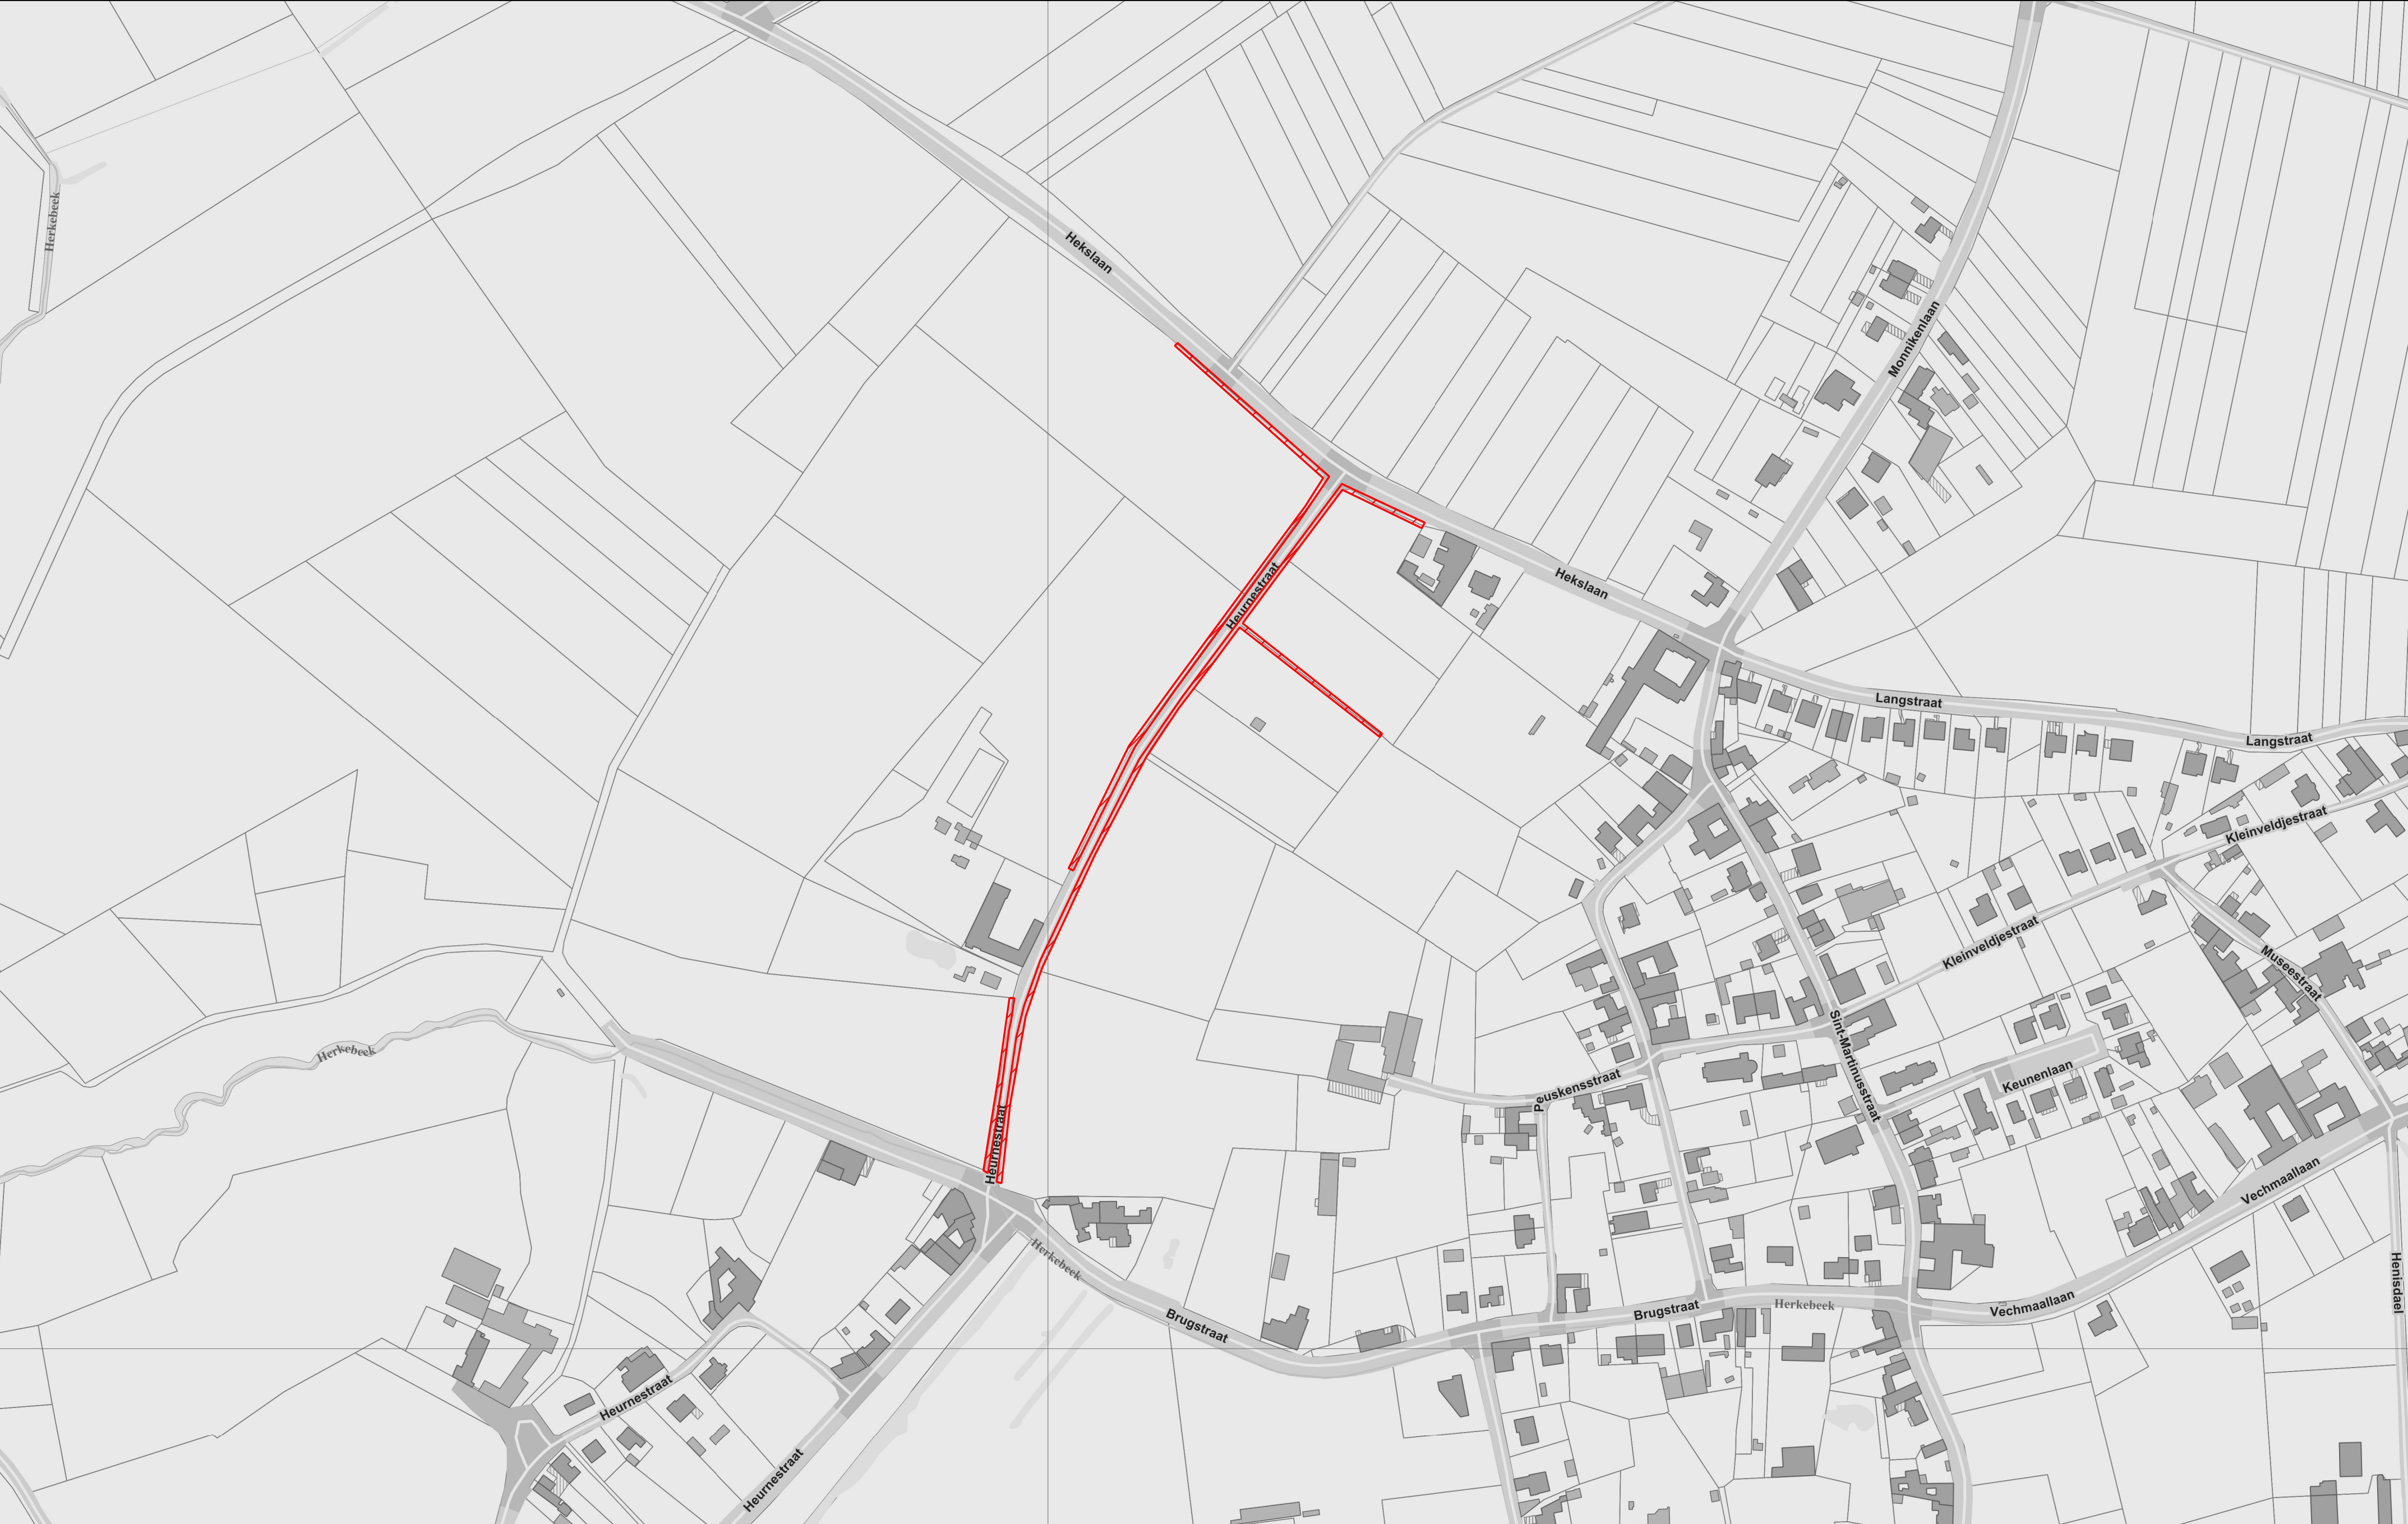 Herkebeek
Hekslaan
Monnikenlaan
Heurnestraat
Hekslaan
Langstraat
Langstraat
Kleinveldjestraat
Kleinveldjestraat
Museestraat
Herkebeek
Sint-Martinusstraat
Keunenlaan
Peuskensstraat
Heurnestraat
Vechmaallaan
Herkebeek
Henisdael
Brugstraat
Brugstraat
Herkebeek
Vechmaallaan
Heurnestraat
Heurnestraat